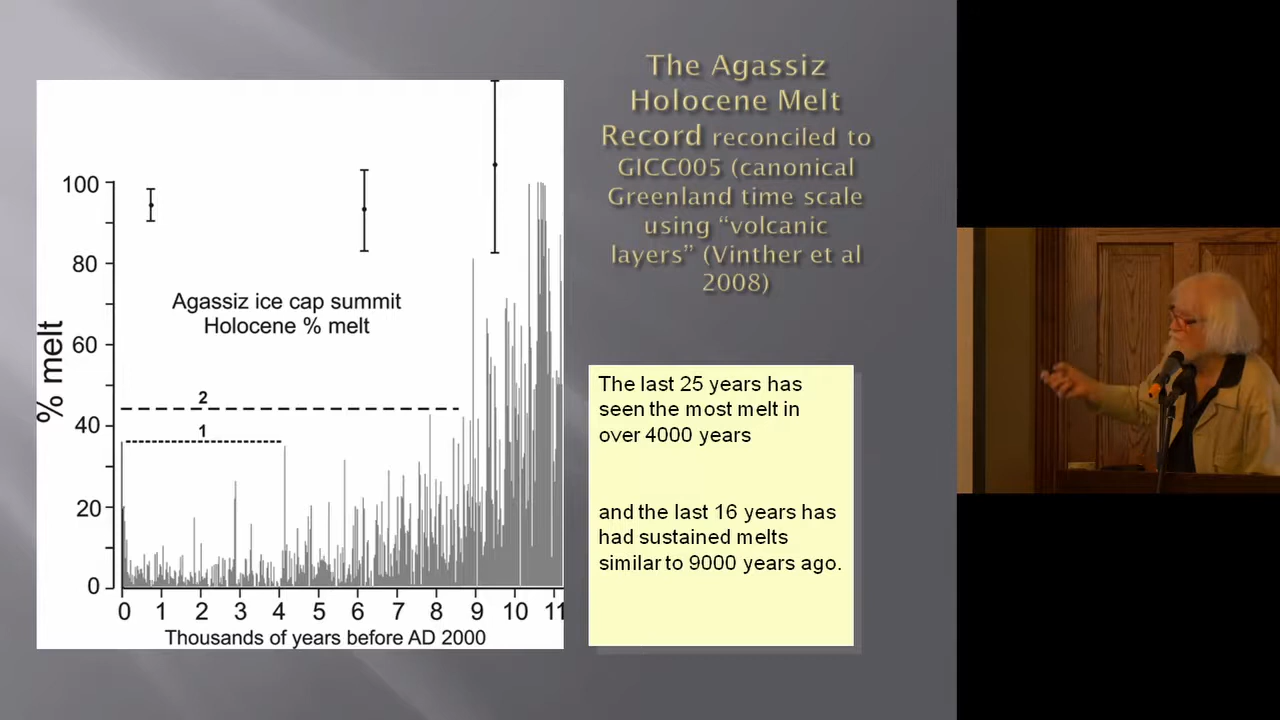 The Agassiz
Holocene Melt
Record reconciled to
GICC005 (canonical
Greenland time scale
using “volcanic
layers” (Vinther et al
2008)
% melt
100
80
60
40
20
0
Agassiz ice cap summit
Holocene % melt
2
1
0 1 2 3 4 5 6 7 8 9 10 11
Thousands of years before AD 2000
The last 25 years has
seen the most melt in
over 4000 years
and the last 16 years has
had sustained melts
similar to 9000 years ago.